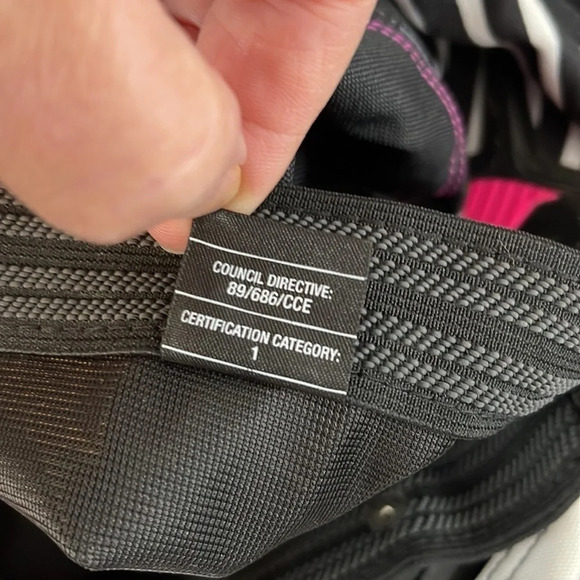 COUNCIL DIRECTIVE:
89/686/CCE
CERTIFICATION CATEGORY:
1